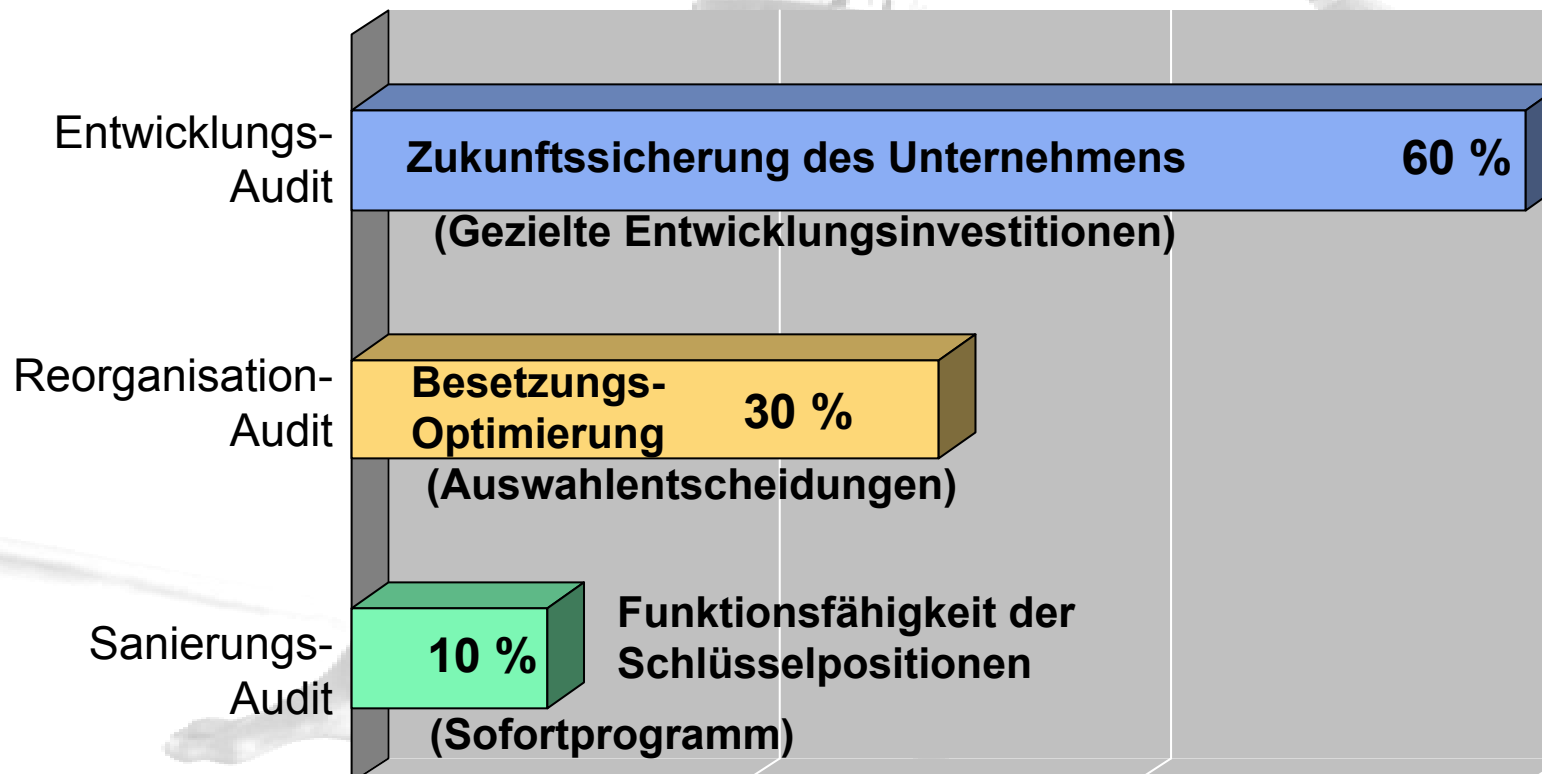 Entwicklungs-
Audit
Zukunftssicherung des Unternehmens 60 %
(Gezielte Entwicklungsinvestitionen)
Reorganisation-
Audit
Besetzungs-
Optimierung
30 %
(Auswahlentscheidungen)
Sanierungs-
Audit
10 %
Funktionsfähigkeit der
Schlüsselpositionen
(Sofortprogramm)